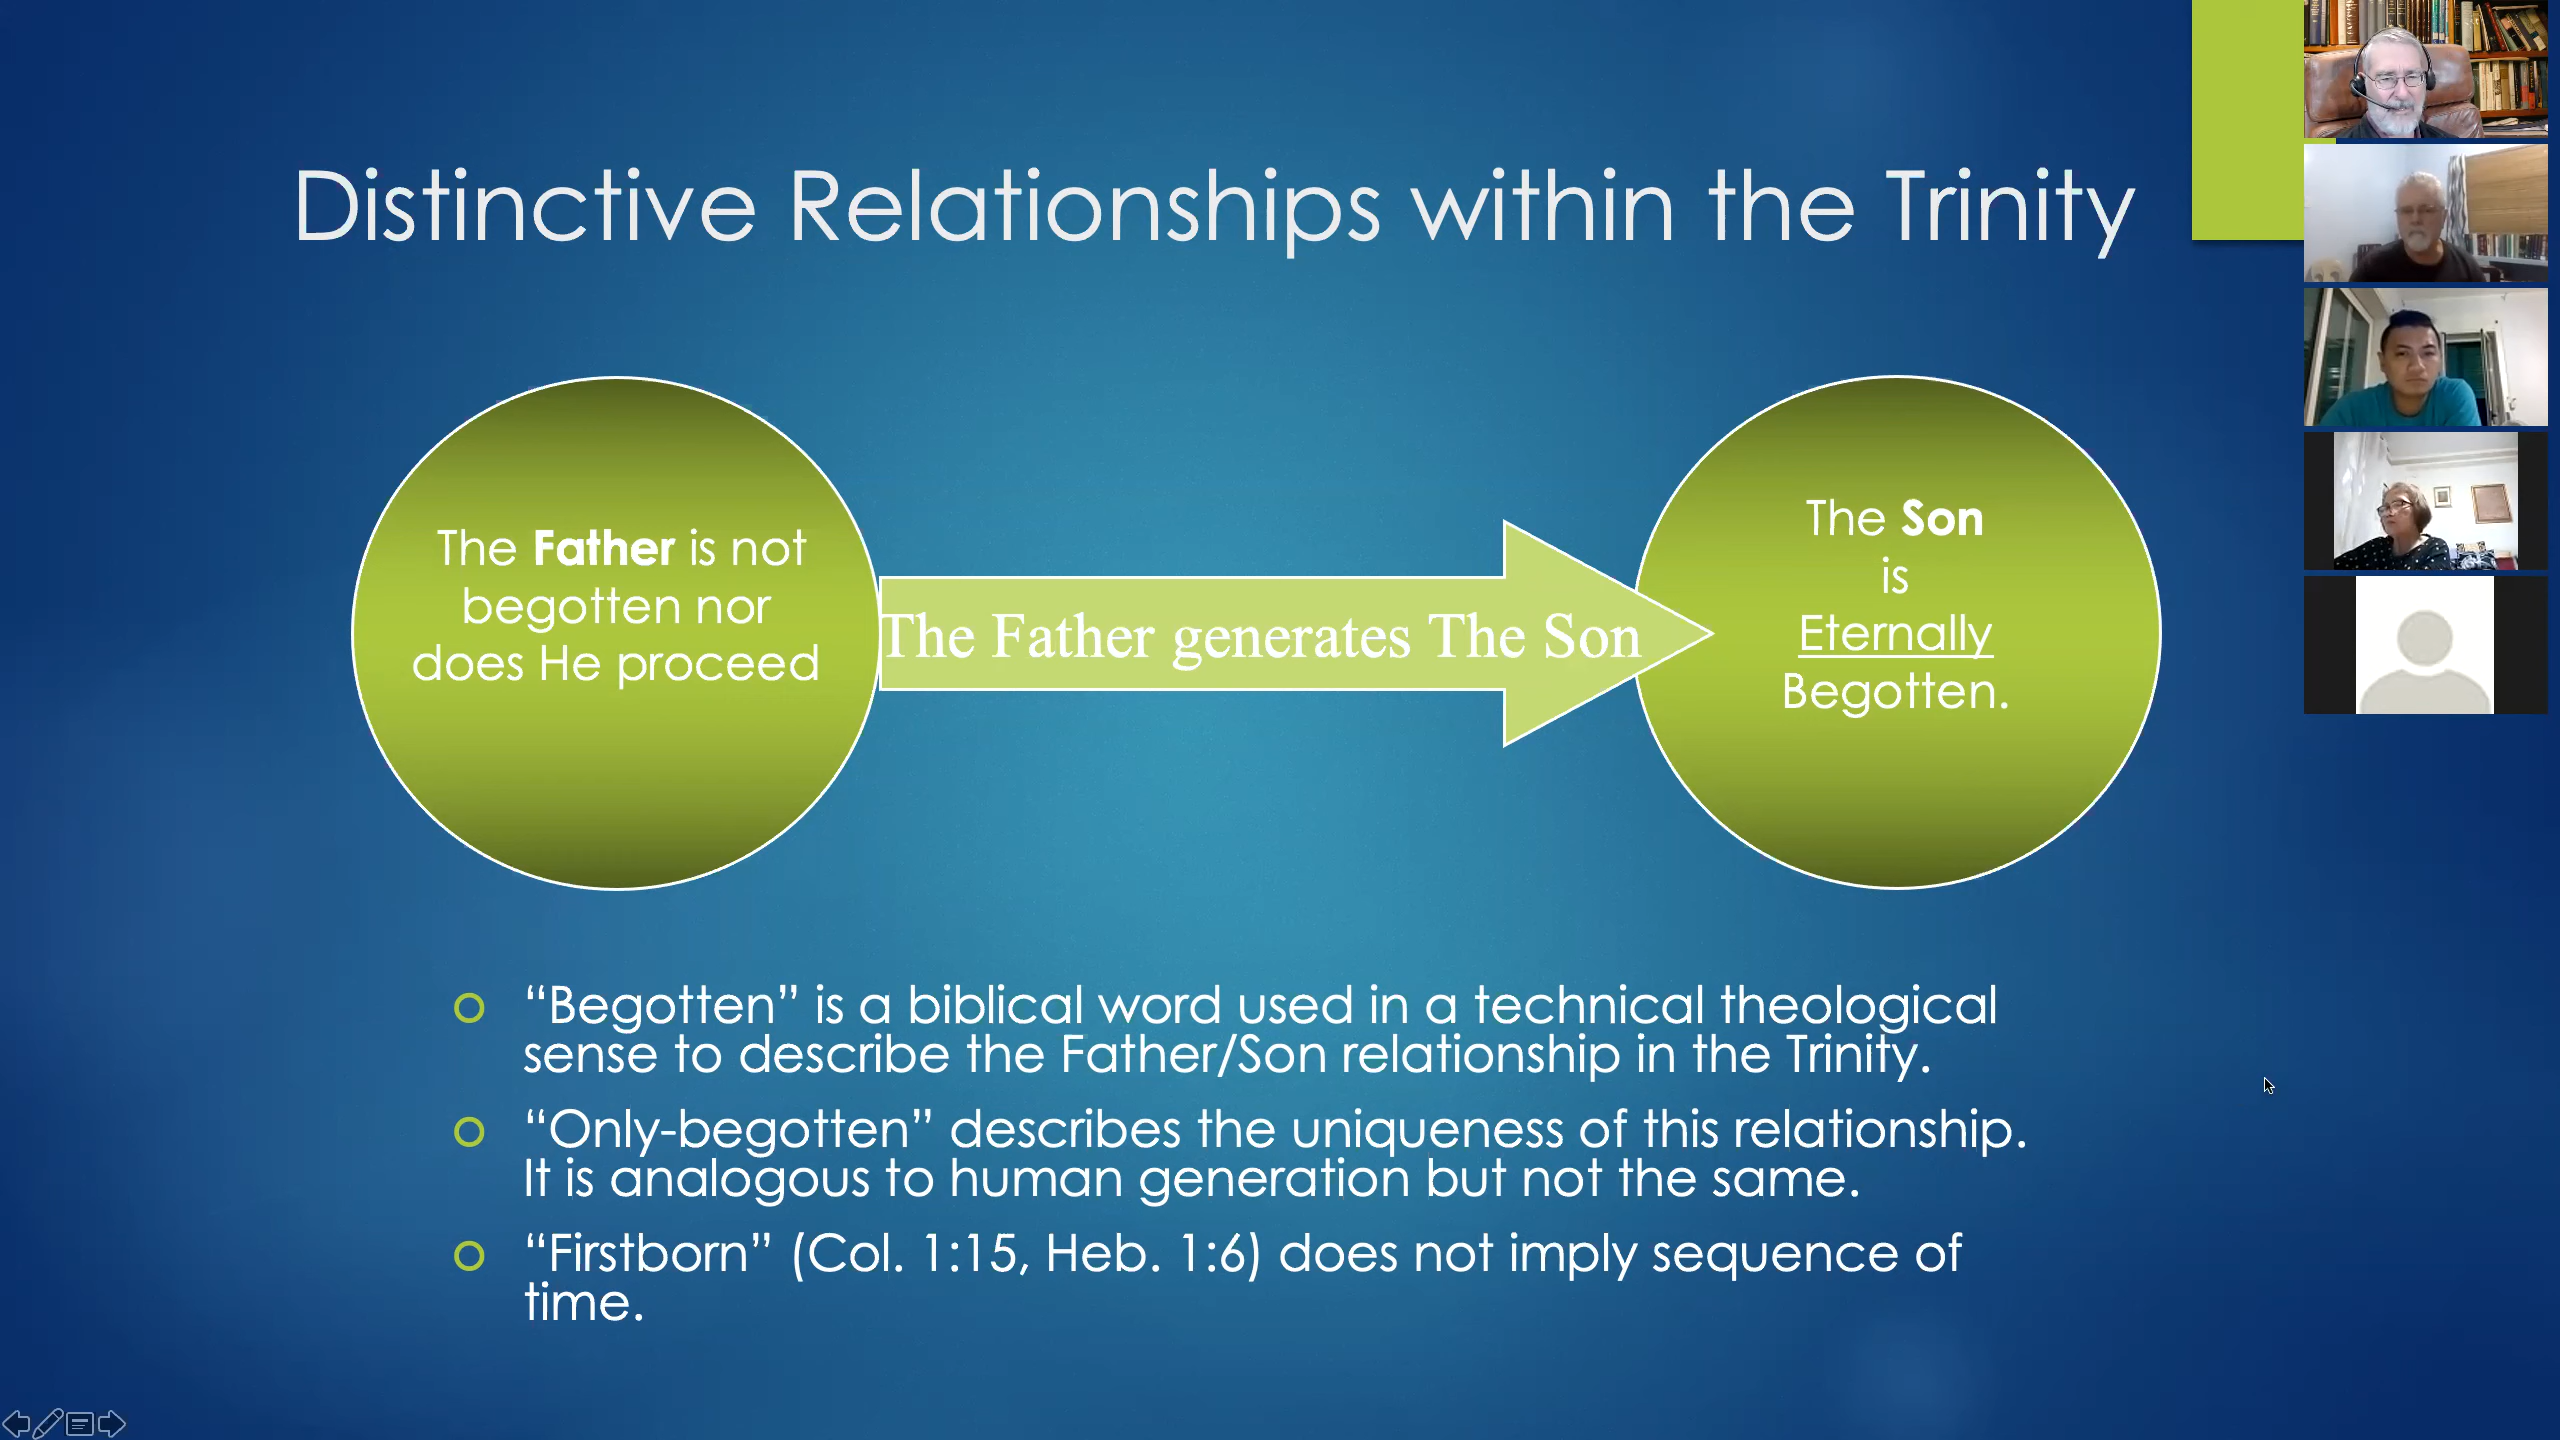 Distinctive Relationships within the Trinity
The Father is not
begotten nor
does He proceed
The Father generates The Son
The Son
is
Eternally
Begotten.
“Begotten” is a biblical word used in a technical theological
sense to describe the Father/Son relationship in the Trinity.
“Only-begotten” describes the uniqueness of this relationship.
It is analogous to human generation but not the same.
“Firstborn” (Col. 1:15, Heb. 1:6) does not imply sequence of
time.